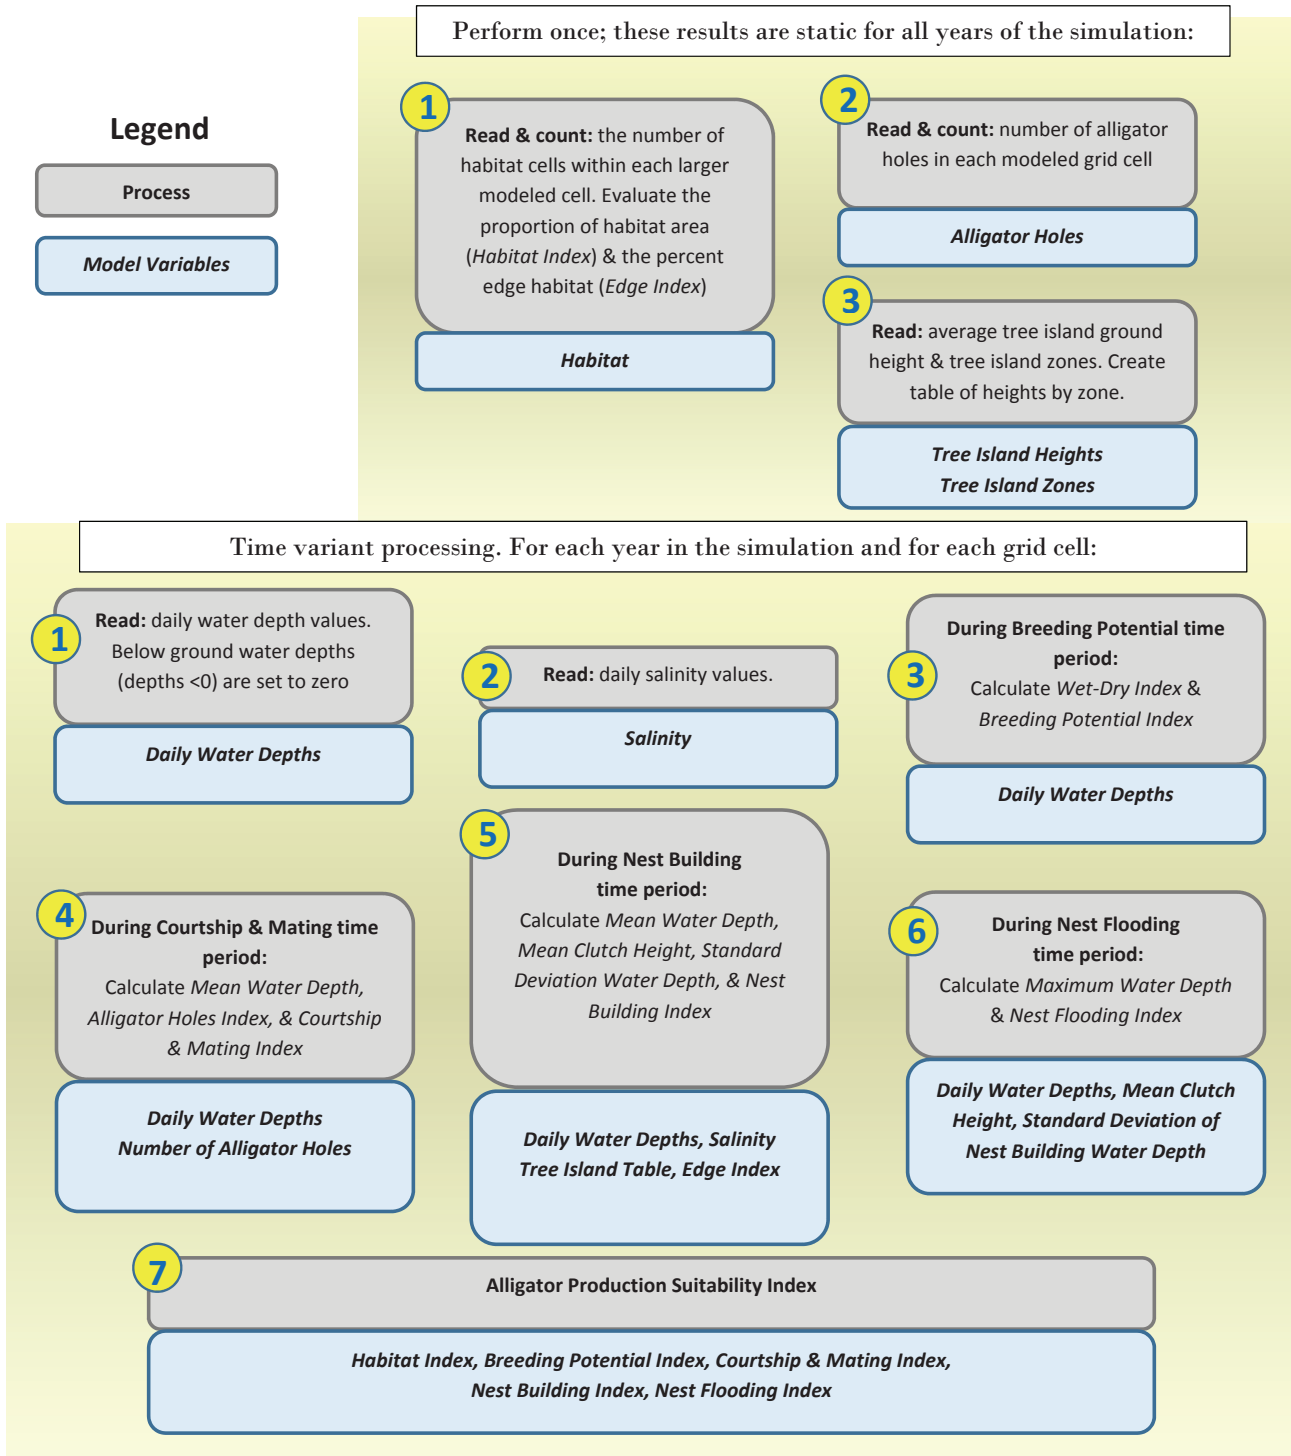 Perform once; these results are static for all years of the simulation:
Legend
Process
Model Variables
1
Read & count: the number of
habitat cells within each larger
modeled cell. Evaluate the
proportion of habitat area
(Habitat Index) & the percent
edge habitat (Edge Index)
Habitat
2
Read & count: number of alligator
holes in each modeled grid cell
Alligator Holes
3
Read: average tree island ground
height & tree island zones. Create
table of heights by zone.
Tree Island Heights
Tree Island Zones
Time variant processing. For each year in the simulation and for each grid cell:
1
Read: daily water depth values.
Below ground water depths
(depths <0) are set to zero
Daily Water Depths
2
Read: daily salinity values.
Salinity
3
During Breeding Potential time
period:
Calculate Wet-Dry Index &
Breeding Potential Index
Daily Water Depths
4
During Courtship & Mating time
period:
Calculate Mean Water Depth,
Alligator Holes Index, & Courtship
& Mating Index
Daily Water Depths
Number of Alligator Holes
5
During Nest Building
time period:
Calculate Mean Water Depth,
Mean Clutch Height, Standard
Deviation Water Depth, & Nest
Building Index
Daily Water Depths, Salinity
Tree Island Table, Edge Index
6
During Nest Flooding
time period:
Calculate Maximum Water Depth
& Nest Flooding Index
Daily Water Depths, Mean Clutch
Height, Standard Deviation of
Nest Building Water Depth
7
Alligator Production Suitability Index
Habitat Index, Breeding Potential Index, Courtship & Mating Index,
Nest Building Index, Nest Flooding Index